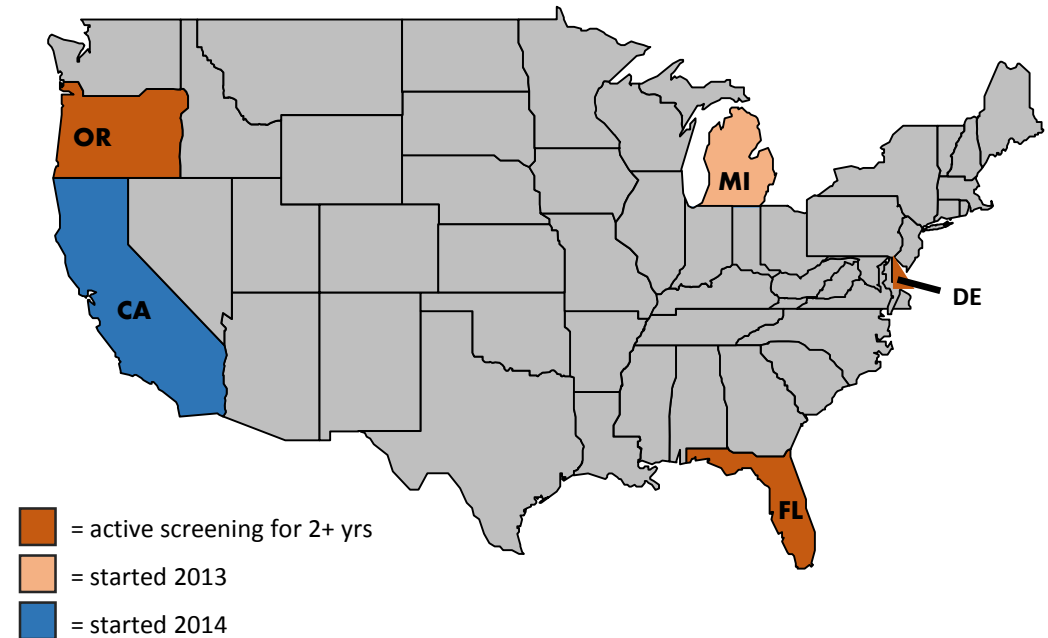 OR
MI
CA
DE
FL
= active screening for 2+ yrs
= started 2013
= started 2014